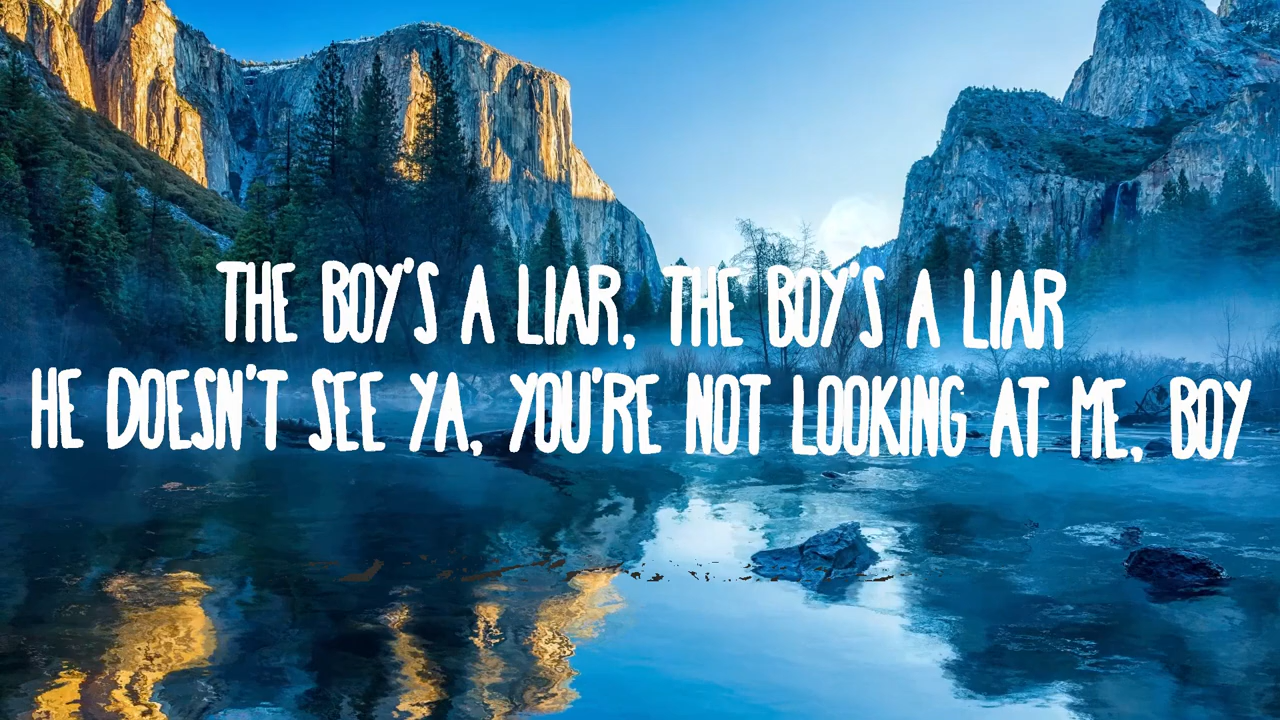 THE BOY'S A LIAR, THE BOY'S A LIAR
HE DOESN'T SEE YA, YOU'RE NOT LOOKING AT ME, BOY